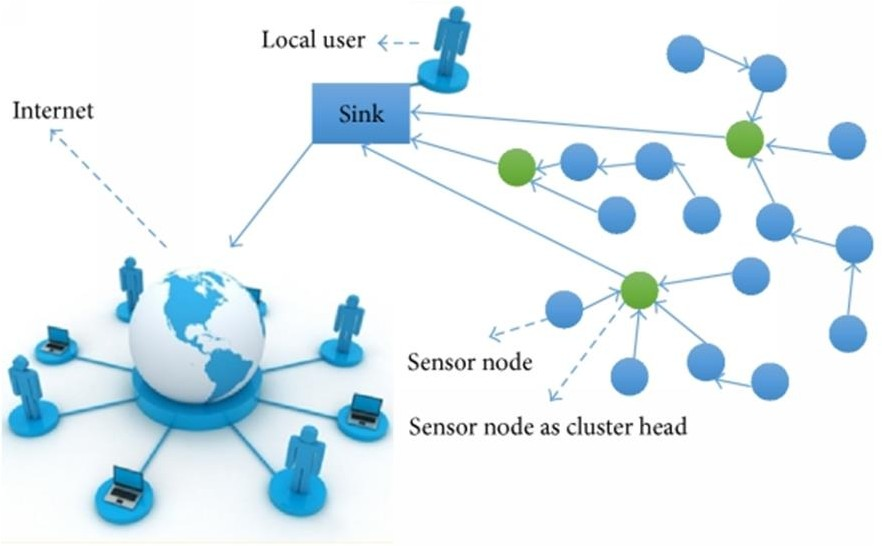 Local user
Internet
Sink
Sensor node
Sensor node as cluster head